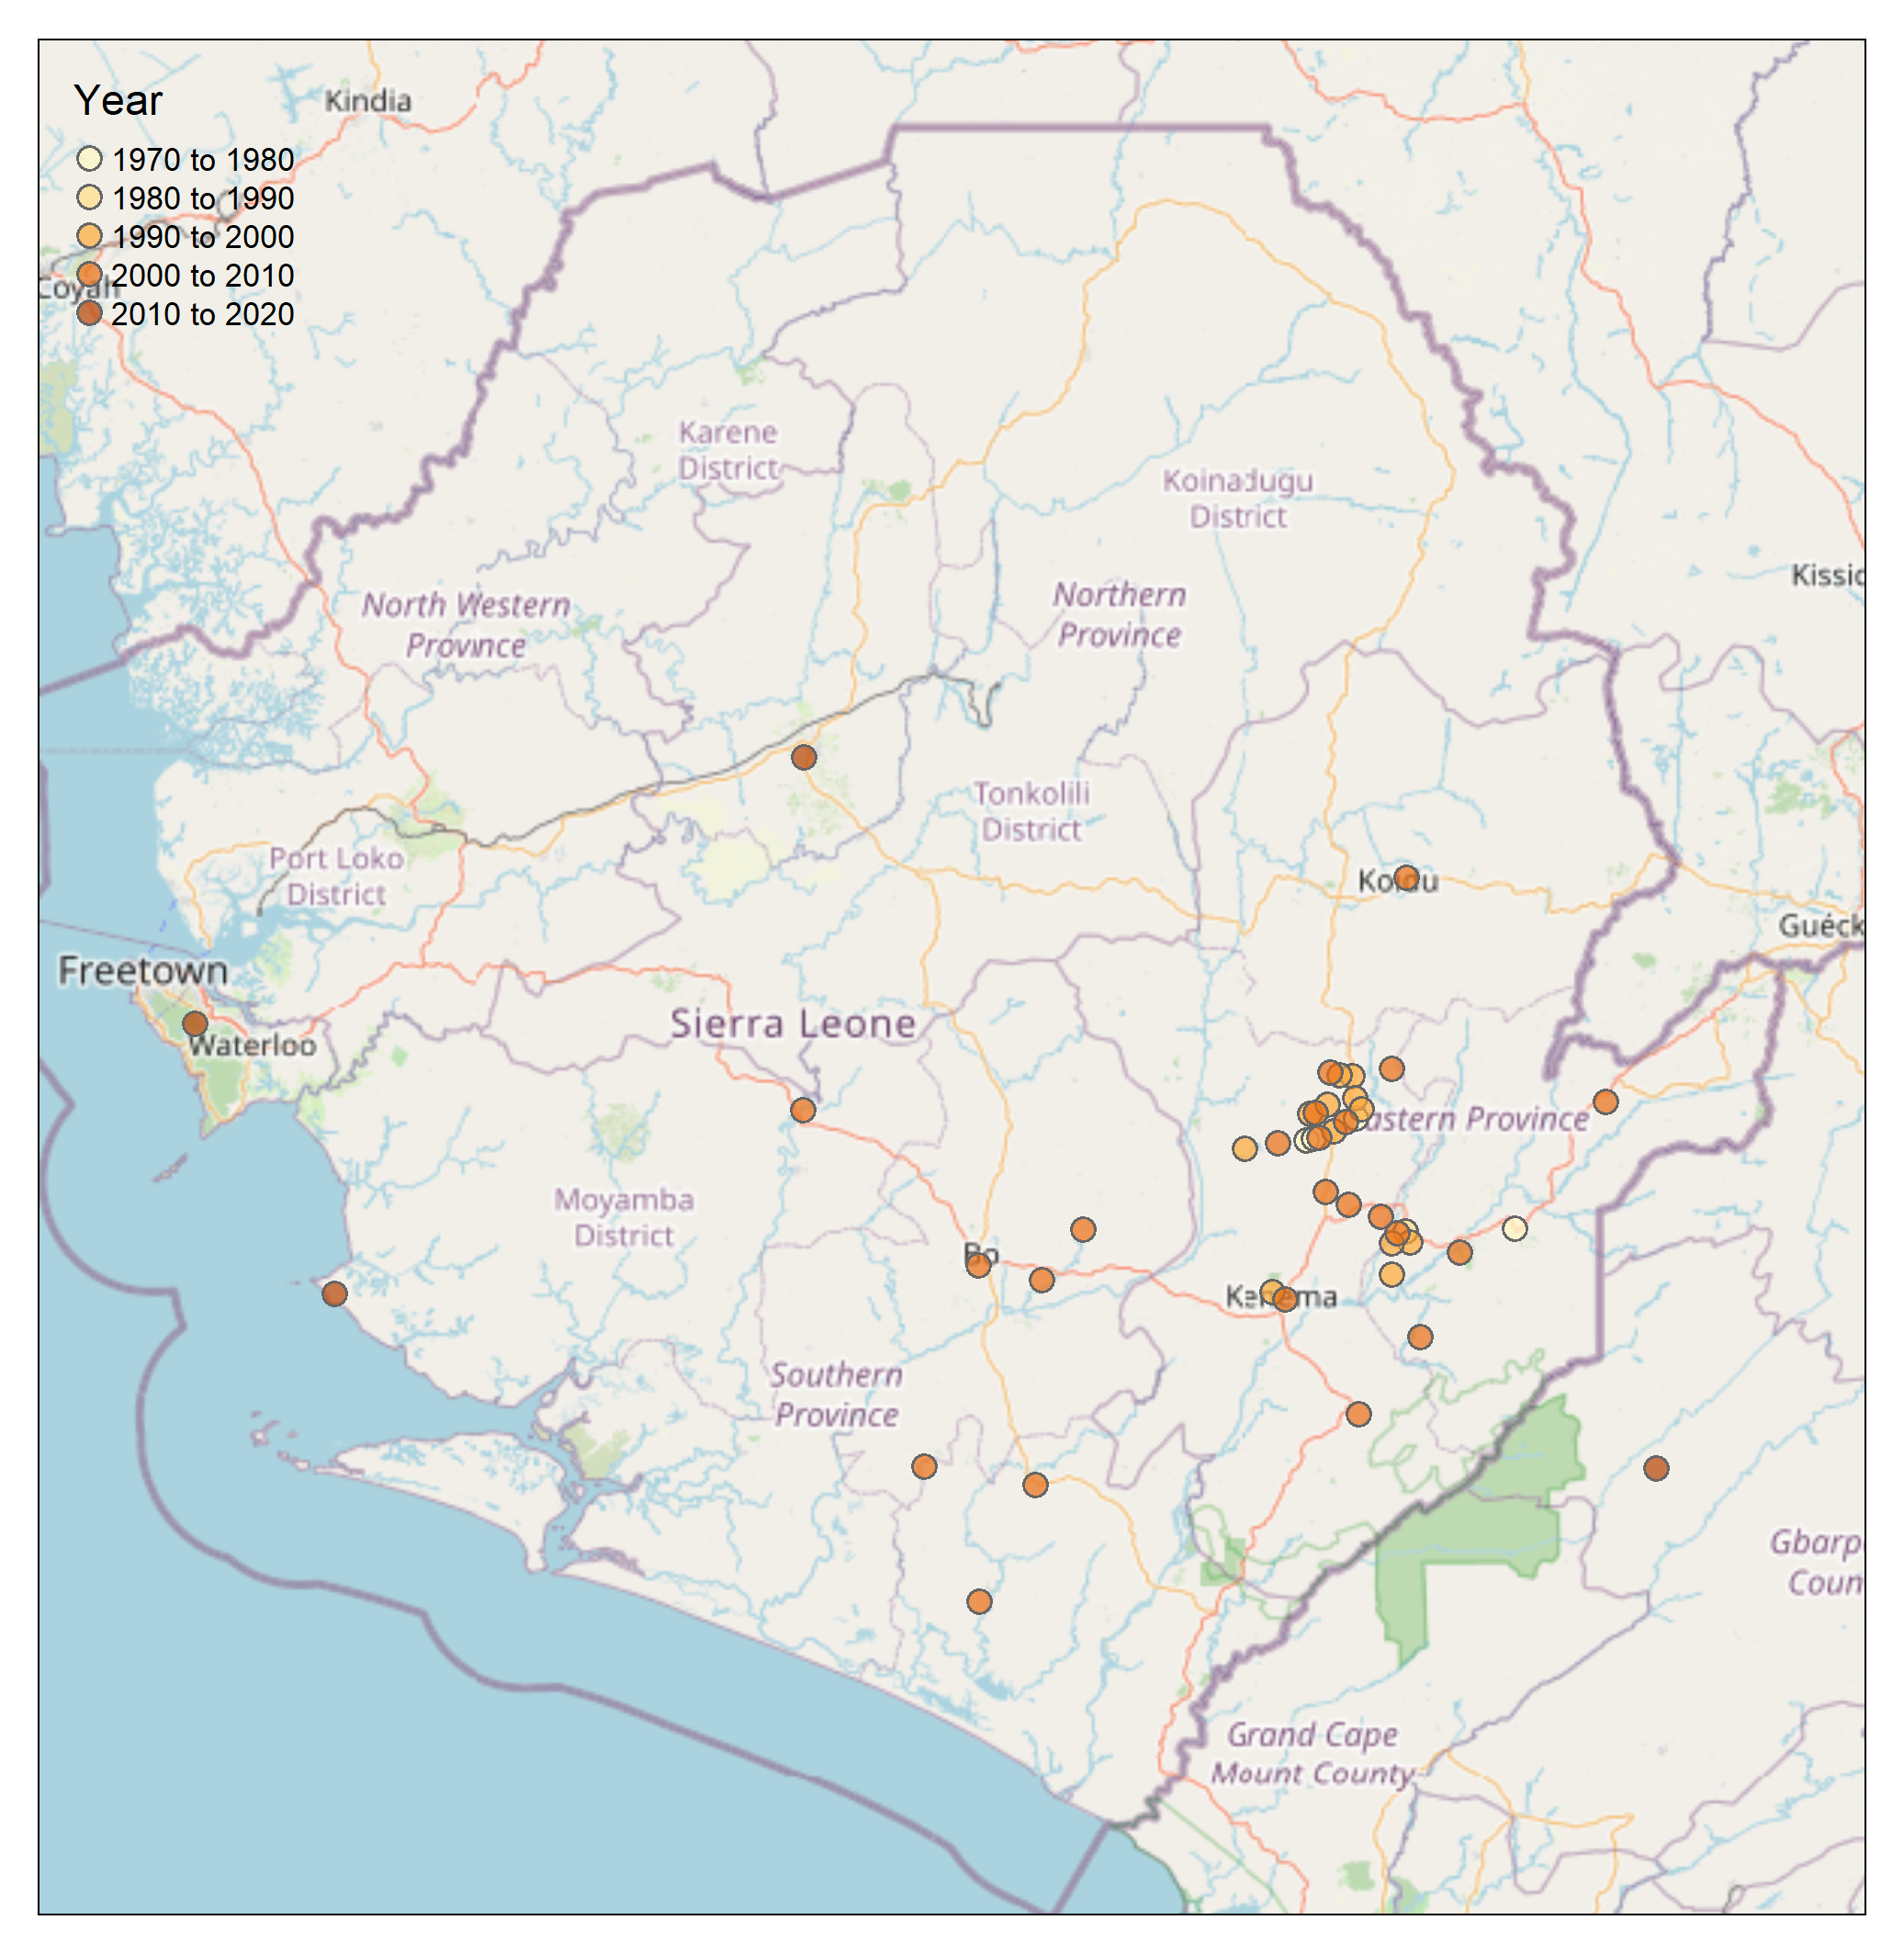 Year
1970 to 1980
1980 to 1990
1990 to 2000
2000 to 2010
2010 to 2020
Kindia
Coyah
Karene
District
Koinadugu
District
Kissic
North Western
Province
Northern
Province
Tonkolili
District
Port Loko
District
Koidu
Guéck
Freetown
Sierra Leone
Waterloo
Eastern Province
Moyamba
District
Bo
Kenema
Southern
Province
Gbarp
Coun
Grand Cape
Mount County